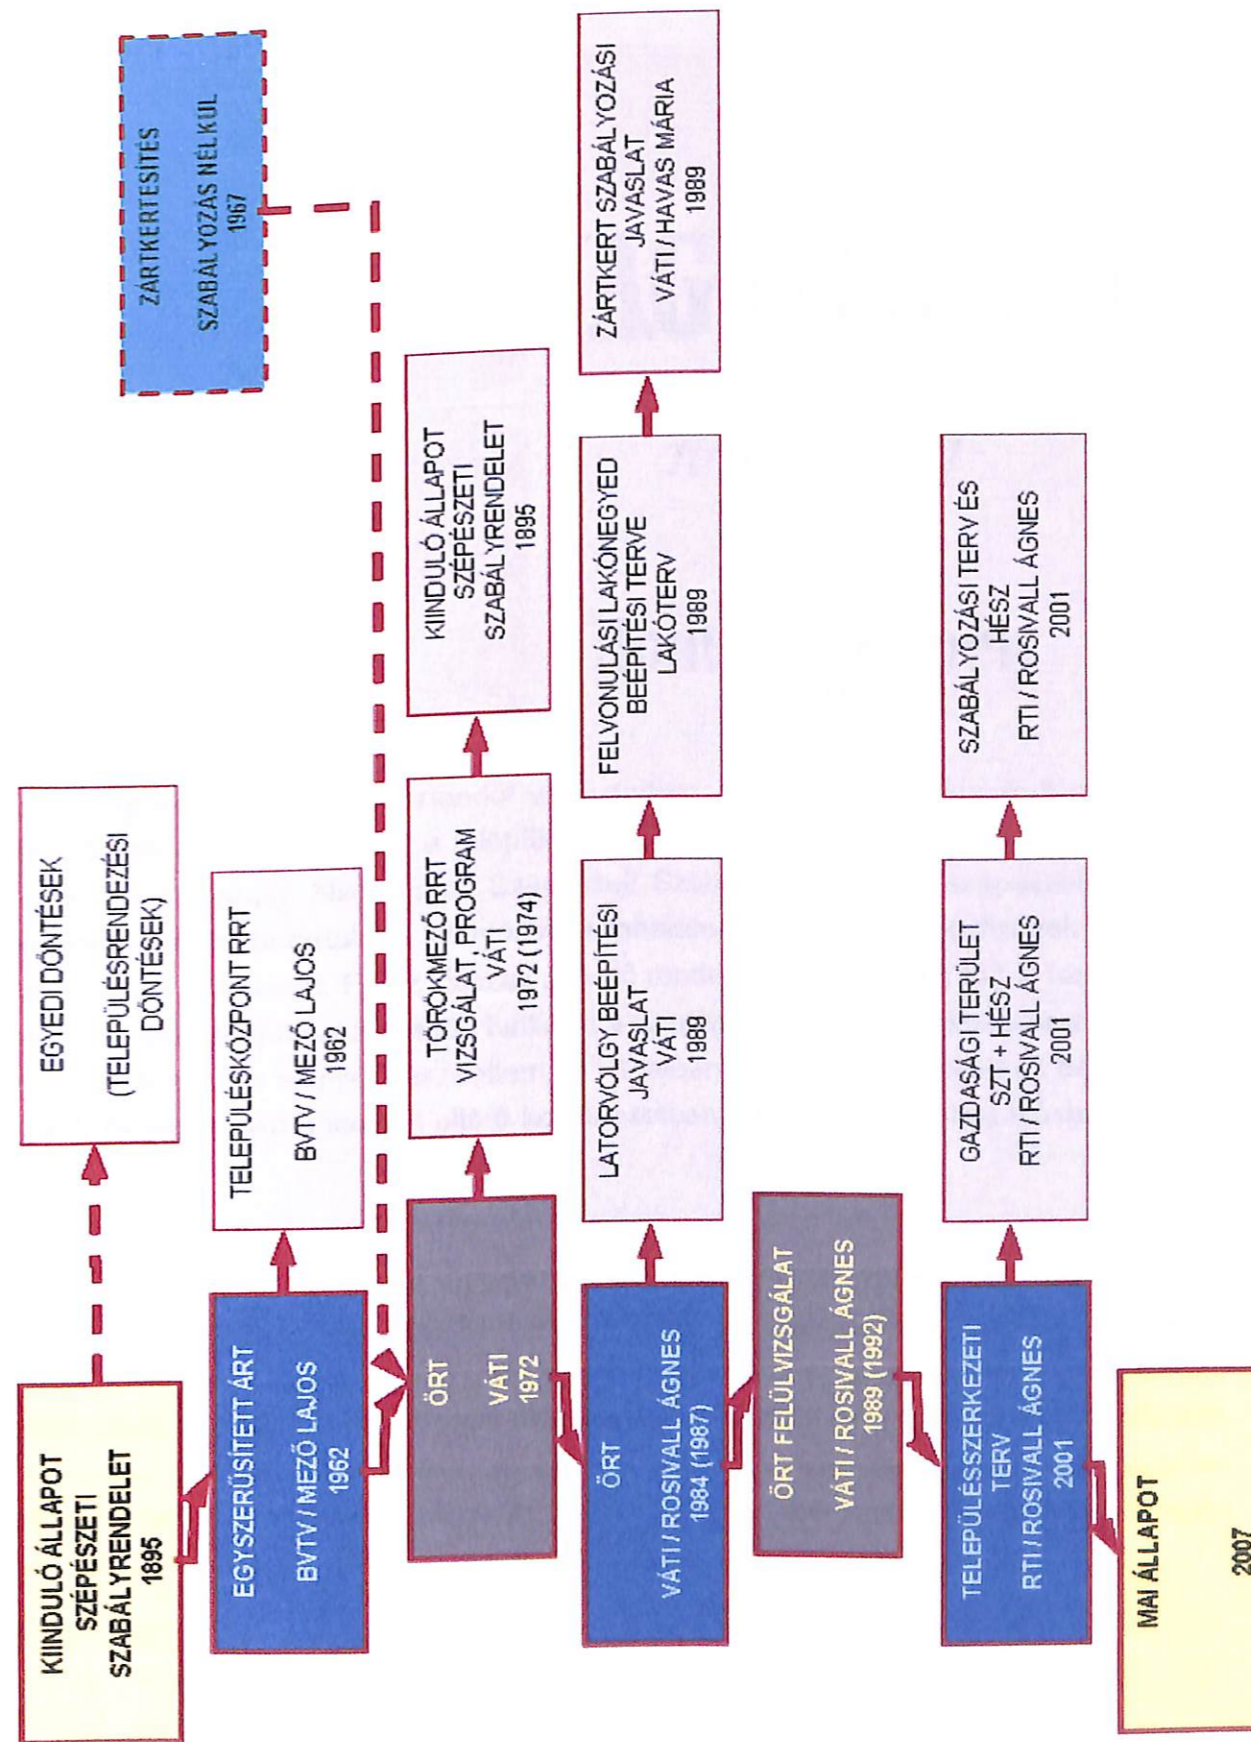 KIINDULÓ ÁLLAPOT
SZÉPÉSZETI
SZABÁLYRENDELET
1895
EGYEDI DÖNTÉSEK
(TELEPÜLÉSRENDEZÉSI
DÖNTÉSEK)
ZÁRTKERTESÍTÉS
SZABÁLYOZÁS NÉLKÜL
1967
EGYSZERŰSÍTETT ÁRT
BVTV / MEZŐ LAJOS
1962
TELEPÜLÉSKÖZPONT RRT
BVTV / MEZŐ LAJOS
1962
ÖRT
VÁTI
1972
TÖRÖKMEZŐ RRT
VIZSGÁLAT, PROGRAM
VÁTI
1972 (1974)
KIINDULÓ ÁLLAPOT
SZÉPÉSZETI
SZABÁLYRENDELET
1895
ÖRT
VÁTI / ROSIVALL ÁGNES
1984 (1987)
LATORVÖLGY BEÉPÍTÉSI
JAVASLAT
VÁTI
1989
FELVONULÁSI LAKÓNEGYED
BEÉPÍTÉSI TERVE
LAKÓTERV
1989
ZÁRTKERT SZABÁLYOZÁSI
JAVASLAT
VÁTI / HAVAS MÁRIA
1989
ÖRT FELÜLVIZSGÁLAT
VÁTI / ROSIVALL ÁGNES
1989 (1992)
TELEPÜLÉSSZERKEZETI
TERV
RTI / ROSIVALL ÁGNES
2001
GAZDASÁGI TERÜLET
SZT + HÉSZ
RTI / ROSIVALL ÁGNES
2001
SZABÁLYOZÁSI TERV ÉS
HÉSZ
RTI / ROSIVALL ÁGNES
2001
MAI ÁLLAPOT
2007